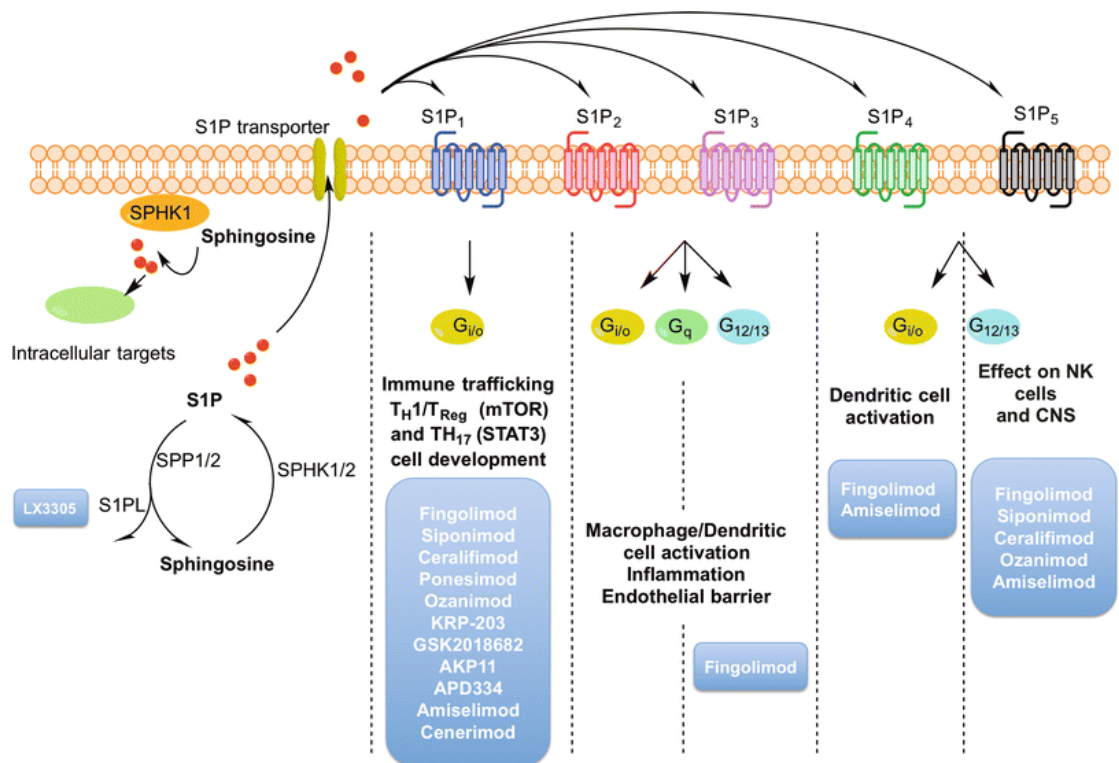 S1P transporter
S1P₁
S1P₂
S1P₃
S1P₄
S1P₅
SPHK1
Sphingosine
Intracellular targets
S1P
SPP1/2
SPHK1/2
LX3305
S1PL
Sphingosine
Gi/o
Immune trafficking
TH1/TReg (mTOR)
and TH17 (STAT3)
cell development
Fingolimod
Siponimod
Ceralifimod
Ponesimod
Ozanimod
KRP-203
GSK2018682
AKP11
APD334
Amiselimod
Cenerimod
Gi/o
Gq
G12/13
Macrophage/Dendritic
cell activation
Inflammation
Endothelial barrier
Fingolimod
Gi/o
G12/13
Dendritic cell
activation
Fingolimod
Amiselimod
Effect on NK
cells
and CNS
Fingolimod
Siponimod
Ceralifimod
Ozanimod
Amiselimod